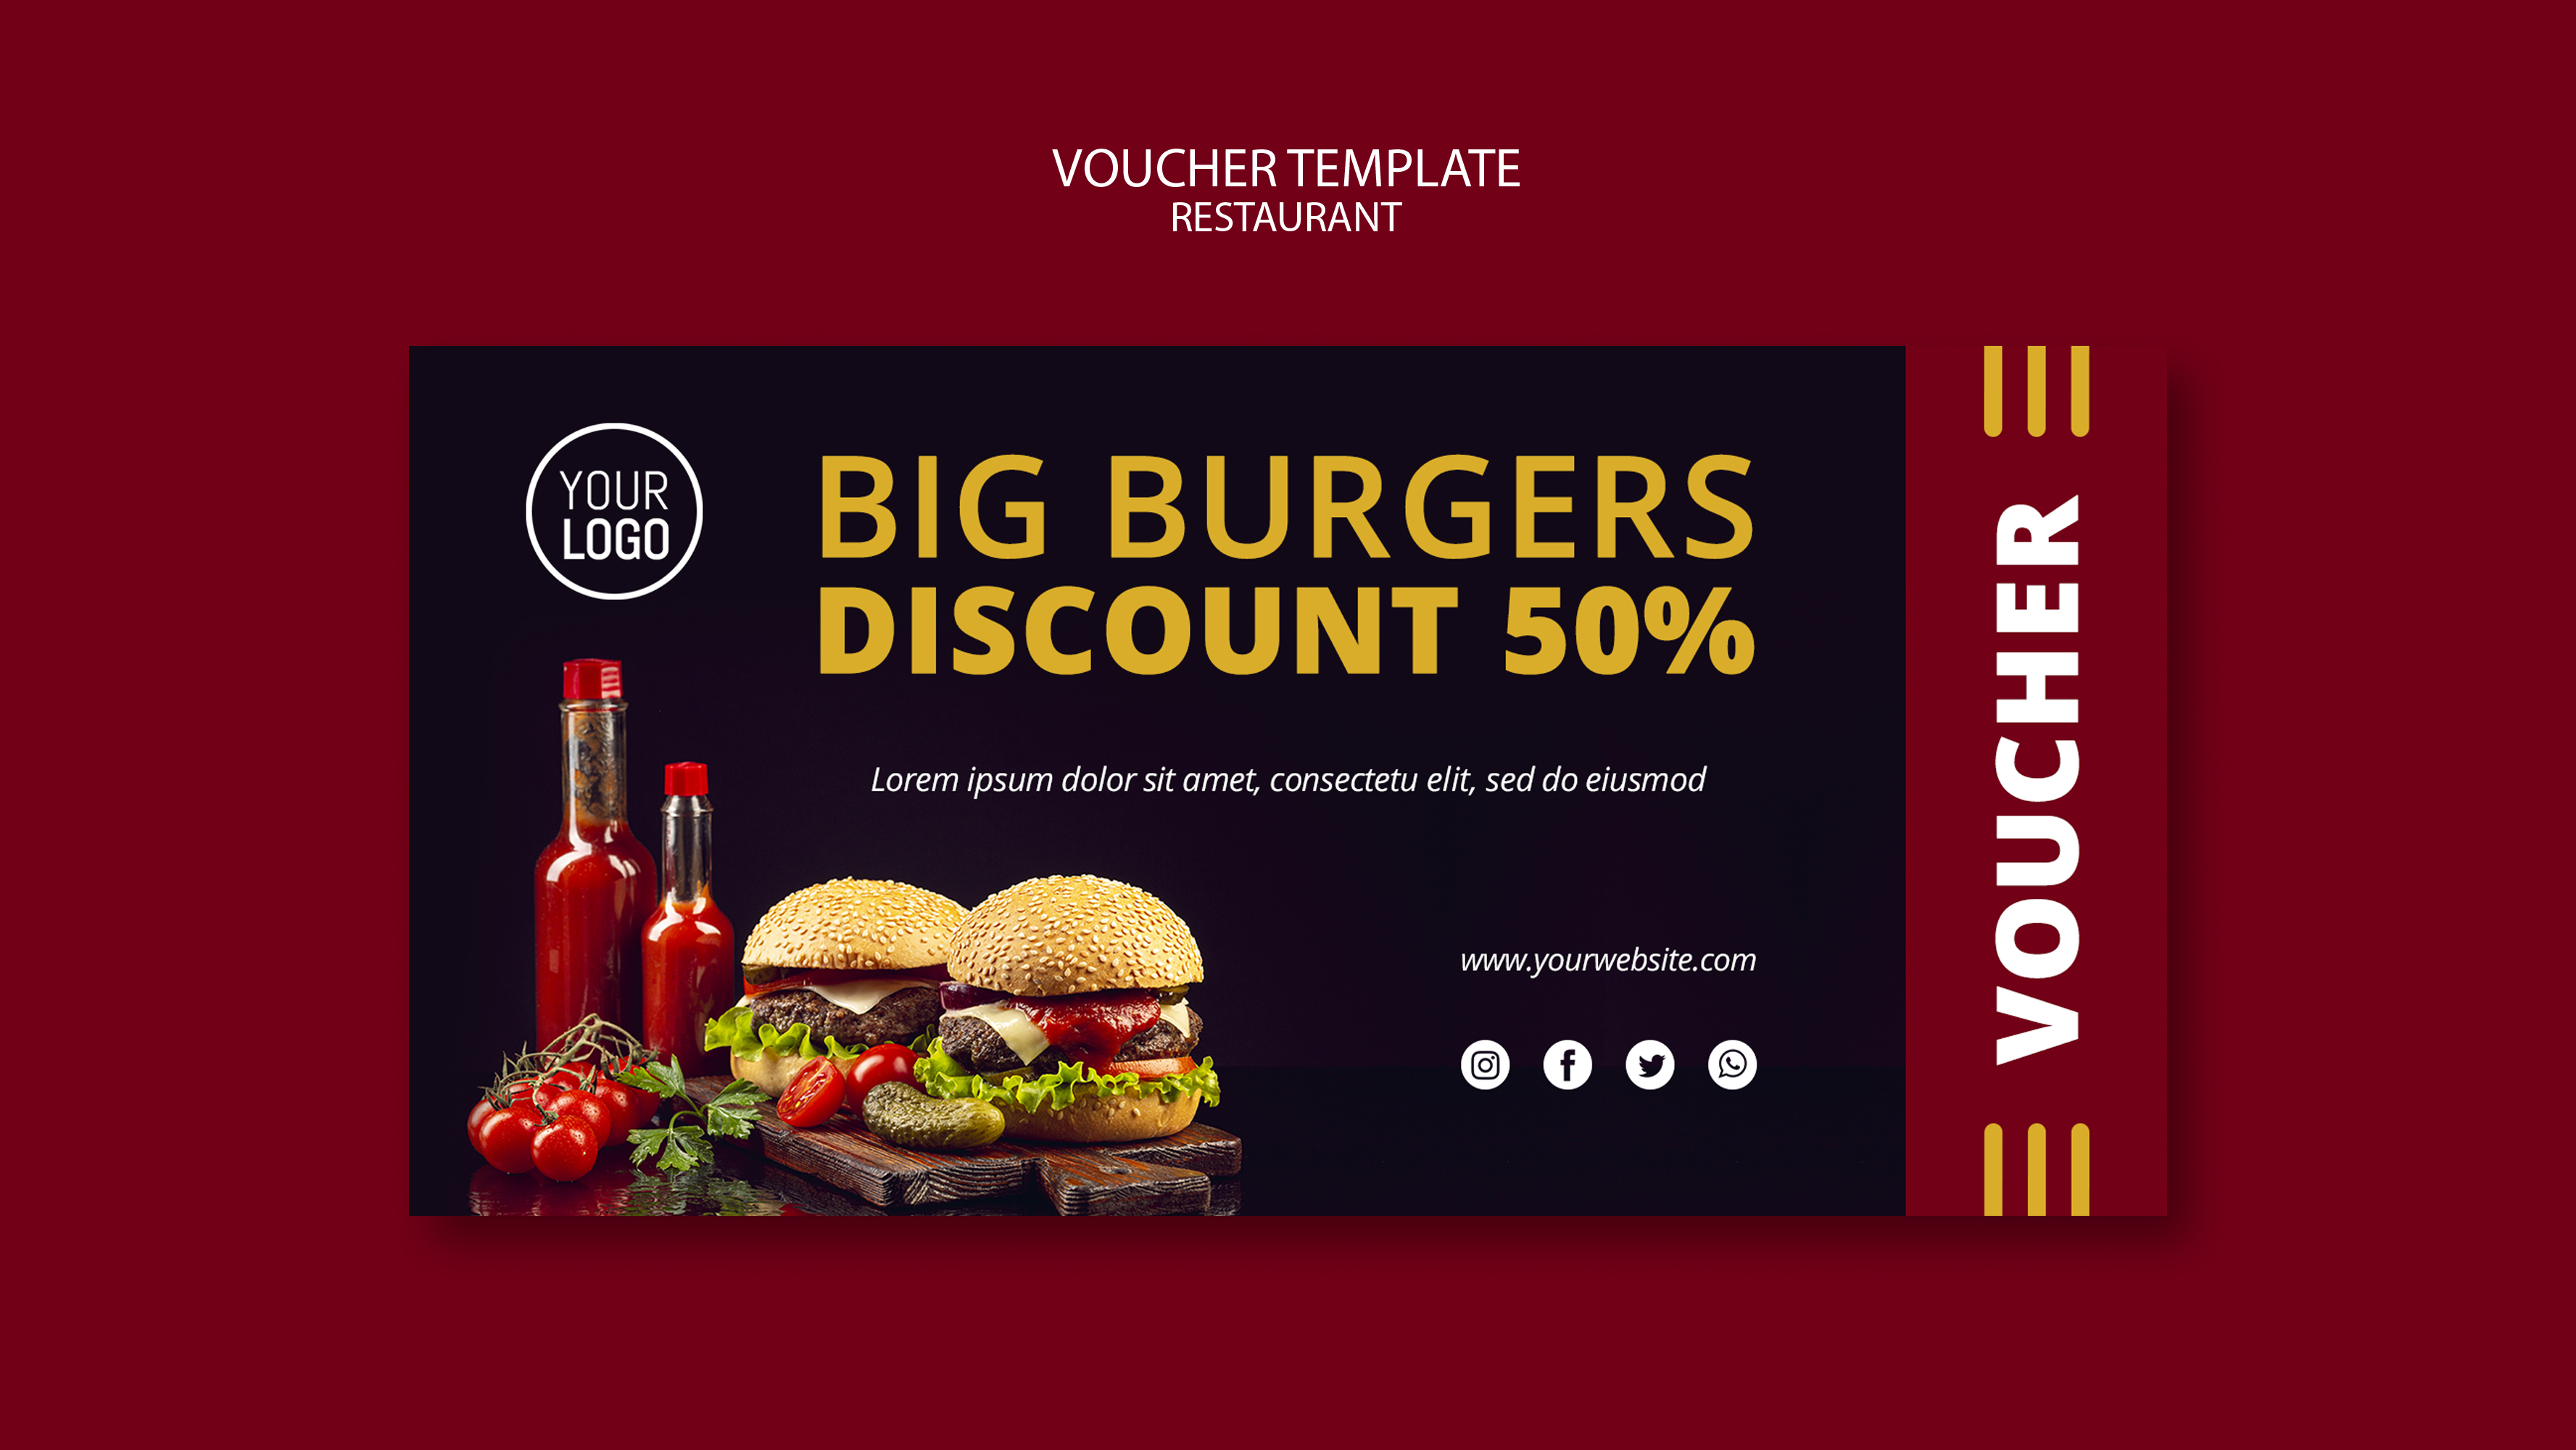 VOUCHER TEMPLATE
RESTAURANT
YOUR
LOGO
BIG BURGERS
DISCOUNT 50%
Lorem ipsum dolor sit amet, consectetu elit, sed do eiusmod
www.yourwebsite.com
VOUCHER